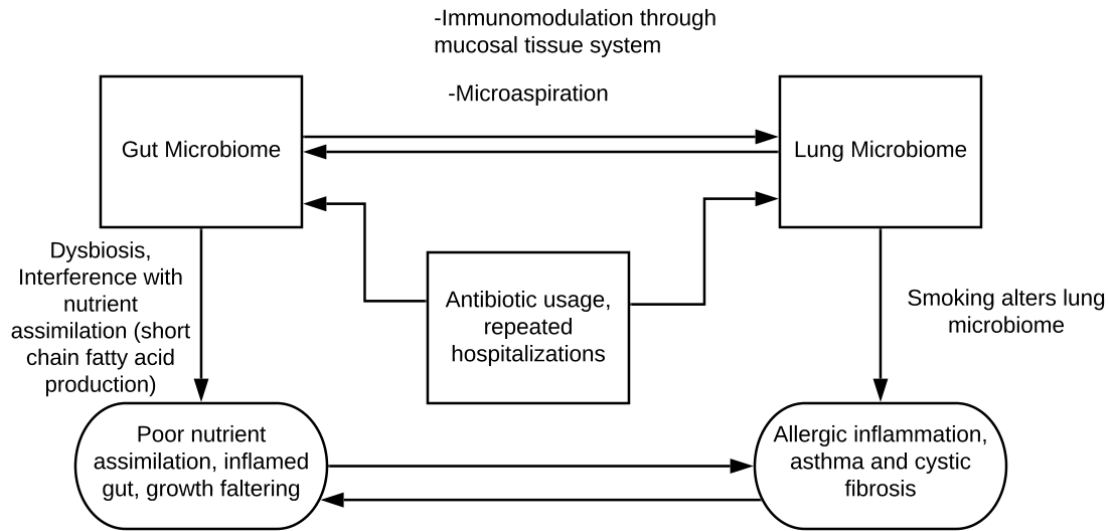 -Immunomodulation through
mucosal tissue system
-Microaspiration
Gut Microbiome
Lung Microbiome
Dysbiosis,
Interference with
nutrient
assimilation (short
chain fatty acid
production)
Antibiotic usage,
repeated
hospitalizations
Smoking alters lung
microbiome
Poor nutrient
assimilation, inflamed
gut, growth faltering
Allergic inflammation,
asthma and cystic
fibrosis